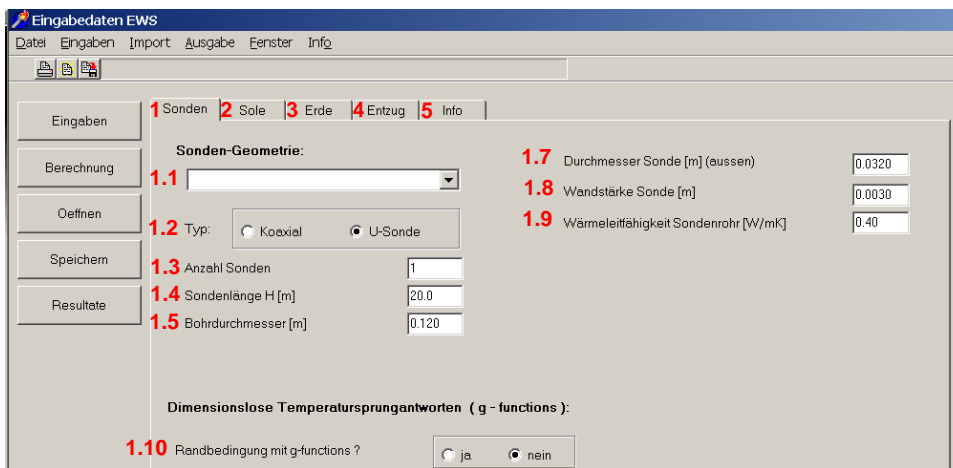 Eingabedaten EWS
Datei Eingaben Import Ausgabe Fenster Info
Eingaben
Berechnung
Oeffnen
Speichern
Resultate
1 Sonden 2 Sole 3 Erde 4 Entzug 5 Info
Sonden-Geometrie:
1.1
1.2 Typ: Koaxial U-Sonde
1.3 Anzahl Sonden 1
1.4 Sondenlänge H [m] 20.0
1.5 Bohrdurchmesser [m] 0.120
1.7 Durchmesser Sonde [m] (aussen) 0.0320
1.8 Wandstärke Sonde [m] 0.0030
1.9 Wärmeleitfähigkeit Sondenrohr [W/mK] 0.40
Dimensionslose Temperatursprungantworten ( g - functions ):
1.10 Randbedingung mit g-functions ? ja nein